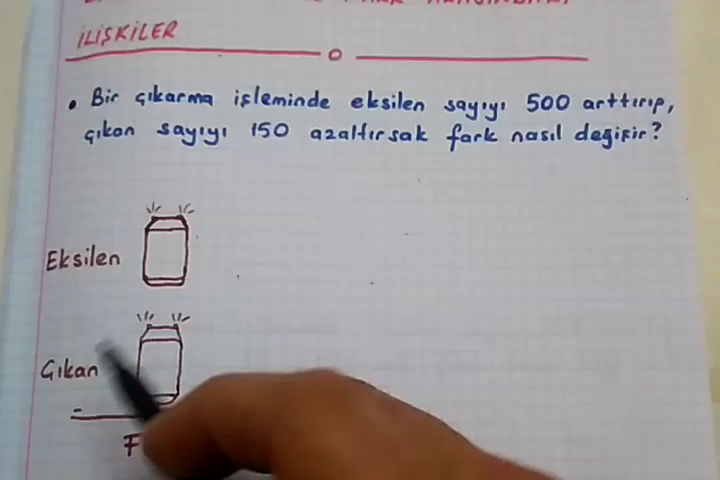 İLİŞKİLER
• Bir çıkarma işleminde eksilen sayıyı 500 arttırıp,
çıkan sayıyı 150 azaltırsak fark nasıl değişir?
Eksilen
Çıkan
-
F